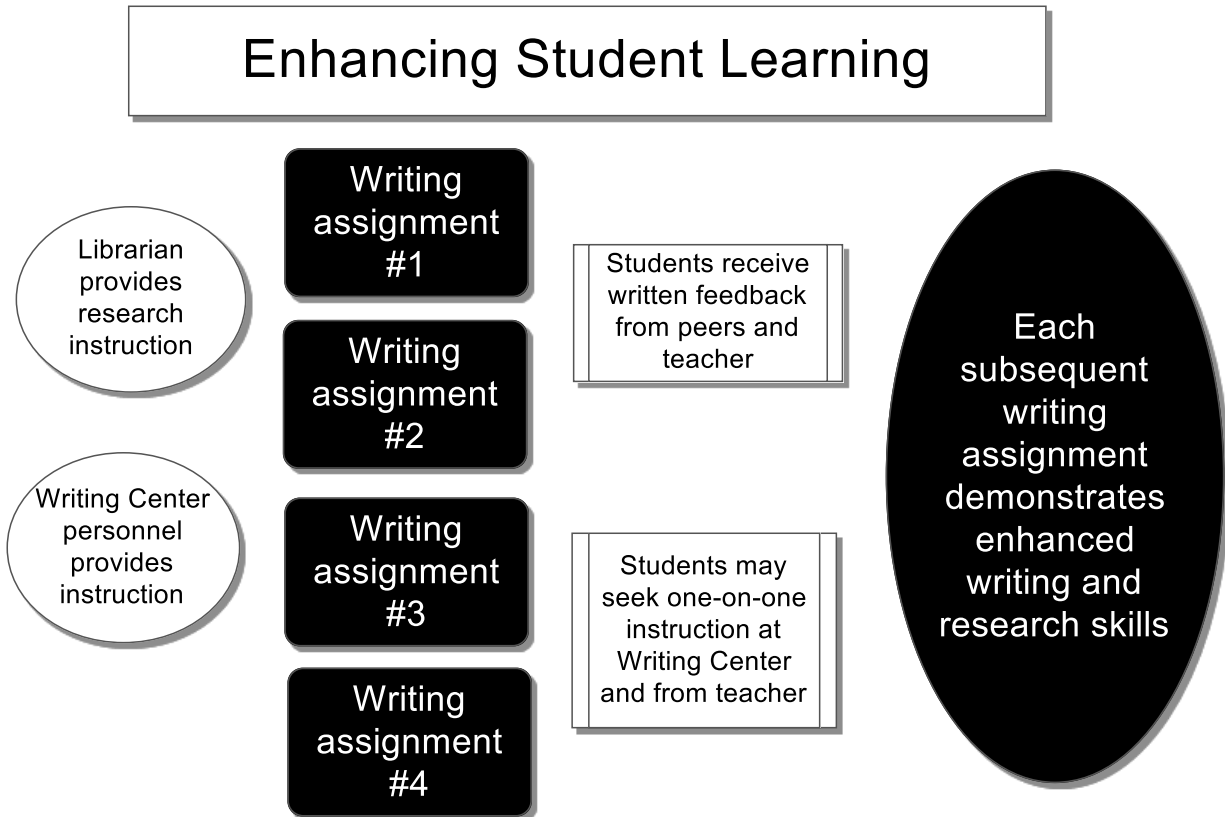 Enhancing Student Learning
Librarian
provides
research
instruction
Writing Center
personnel
provides
instruction
Writing
assignment
#1
Writing
assignment
#2
Writing
assignment
#3
Writing
assignment
#4
Students receive
written feedback
from peers and
teacher
Students may
seek one-on-one
instruction at
Writing Center
and from teacher
Each
subsequent
writing
assignment
demonstrates
enhanced
writing and
research skills